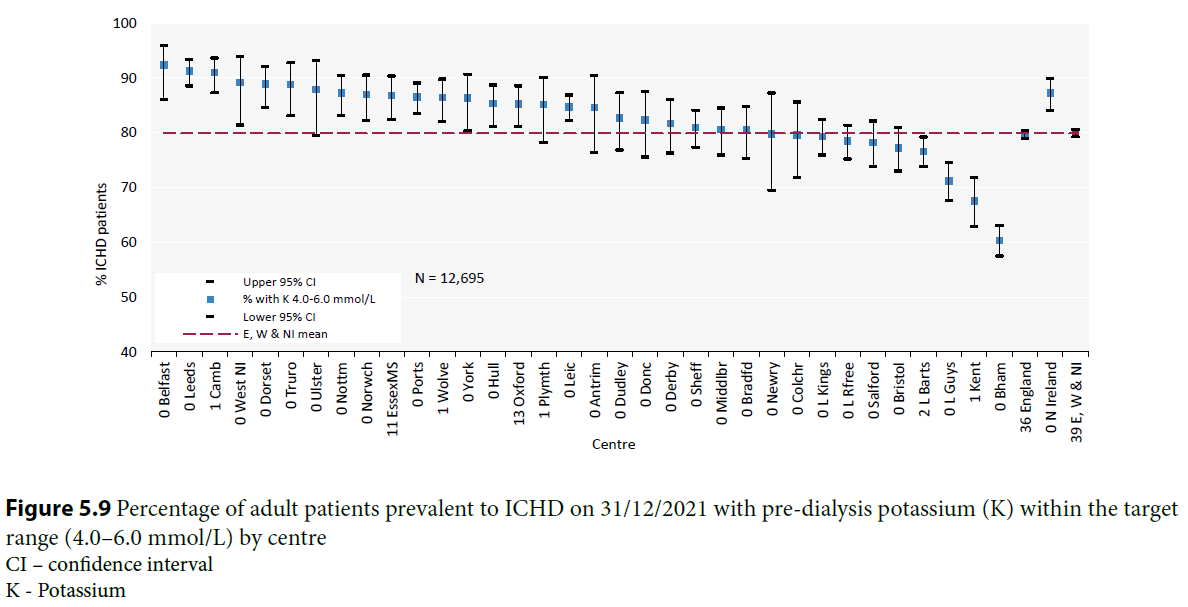 100
90
80
70
60
50
40
% ICHD patients
Upper 95% CI
% with K 4.0-6.0 mmol/L
Lower 95% CI
E, W & NI mean
N = 12,695
0 Belfast
0 Leeds
1 Camb
0 West NI
0 Dorset
0 Truro
0 Ulster
0 Nottm
0 Norwch
11 EssexMS
0 Ports
1 Wolve
0 York
0 Hull
13 Oxford
1 Plymth
0 Leic
0 Antrim
0 Dudley
0 Donc
0 Derby
0 Sheff
0 Middlbr
0 Bradfd
0 Newry
0 Colchr
0 L Kings
0 L Rfree
0 Salford
0 Bristol
2 L Barts
0 L Guys
1 Kent
0 Bham
36 England
0 N Ireland
39 E, W & NI
Centre
Figure 5.9 Percentage of adult patients prevalent to ICHD on 31/12/2021 with pre-dialysis potassium (K) within the target
range (4.0–6.0 mmol/L) by centre
CI – confidence interval
K - Potassium